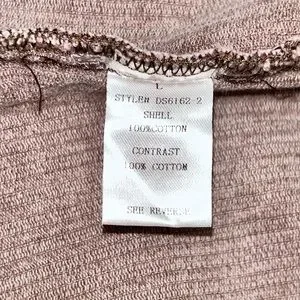 L
STYLE# DS6162-2
SHELL
100%COTTON
CONTRAST
100% COTTON
SEE REVERSE